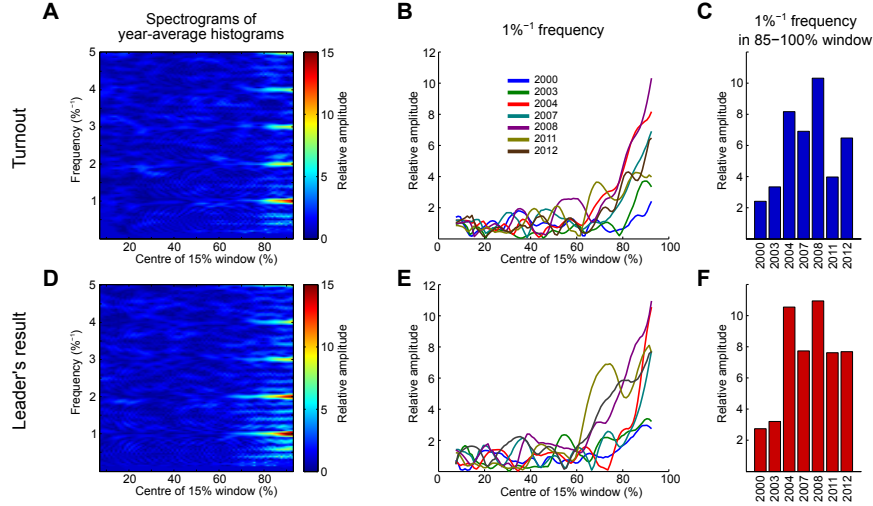 A
Spectrograms of
year-average histograms
B
1%⁻¹ frequency
C
1%⁻¹ frequency
in 85−100% window
Turnout
Frequency (%⁻¹)
5
4
3
2
1
20 40 60 80
Centre of 15% window (%)
15
10
5
0
Relative amplitude
Relative amplitude
12
10
8
6
4
2
0 20 40 60 80 100
Centre of 15% window (%)
2000
2003
2004
2007
2008
2011
2012
Relative amplitude
10
8
6
4
2
2000 2003 2004 2007 2008 2011 2012
D
E
F
Leader's result
Frequency (%⁻¹)
5
4
3
2
1
20 40 60 80
Centre of 15% window (%)
15
10
5
0
Relative amplitude
Relative amplitude
12
10
8
6
4
2
0 20 40 60 80 100
Centre of 15% window (%)
Relative amplitude
10
8
6
4
2
2000 2003 2004 2007 2008 2011 2012